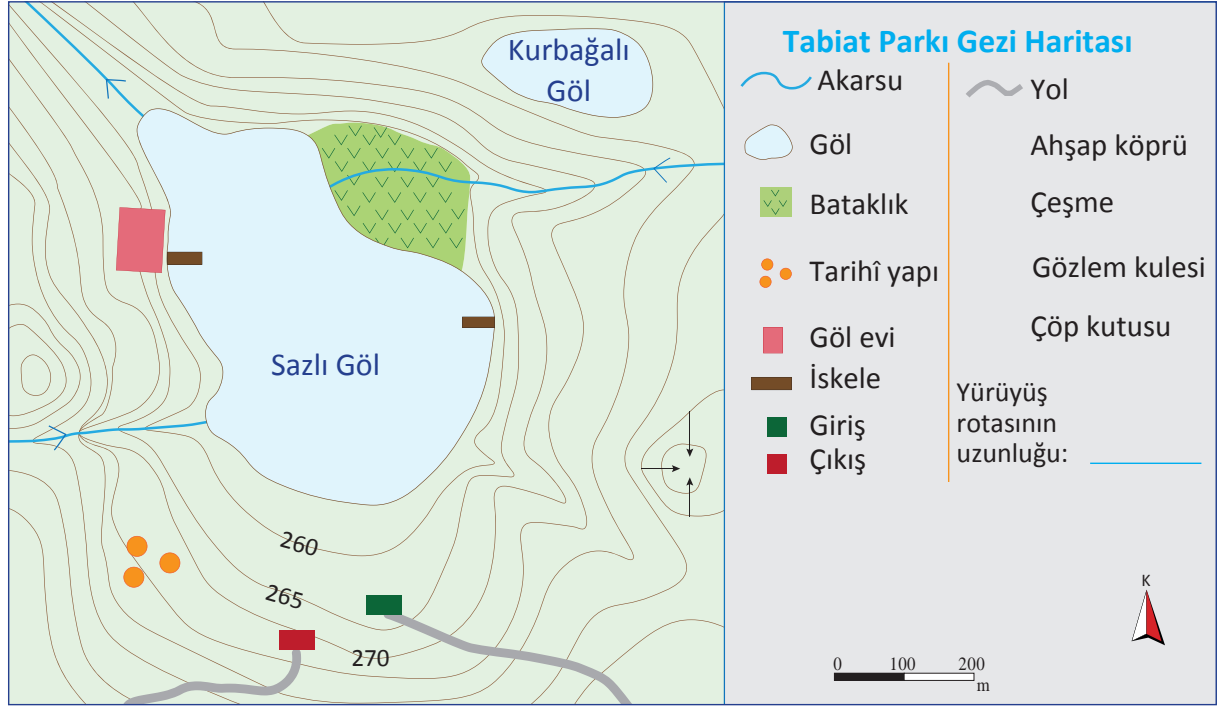 Kurbağalı
Göl
Sazlı Göl
260
265
270
Tabiat Parkı Gezi Haritası
Akarsu
Göl
Bataklık
Tarihî yapı
Göl evi
İskele
Giriş
Çıkış
Yol
Ahşap köprü
Çeşme
Gözlem kulesi
Çöp kutusu
Yürüyüş
rotasının
uzunluğu:
K
0 100 200
m